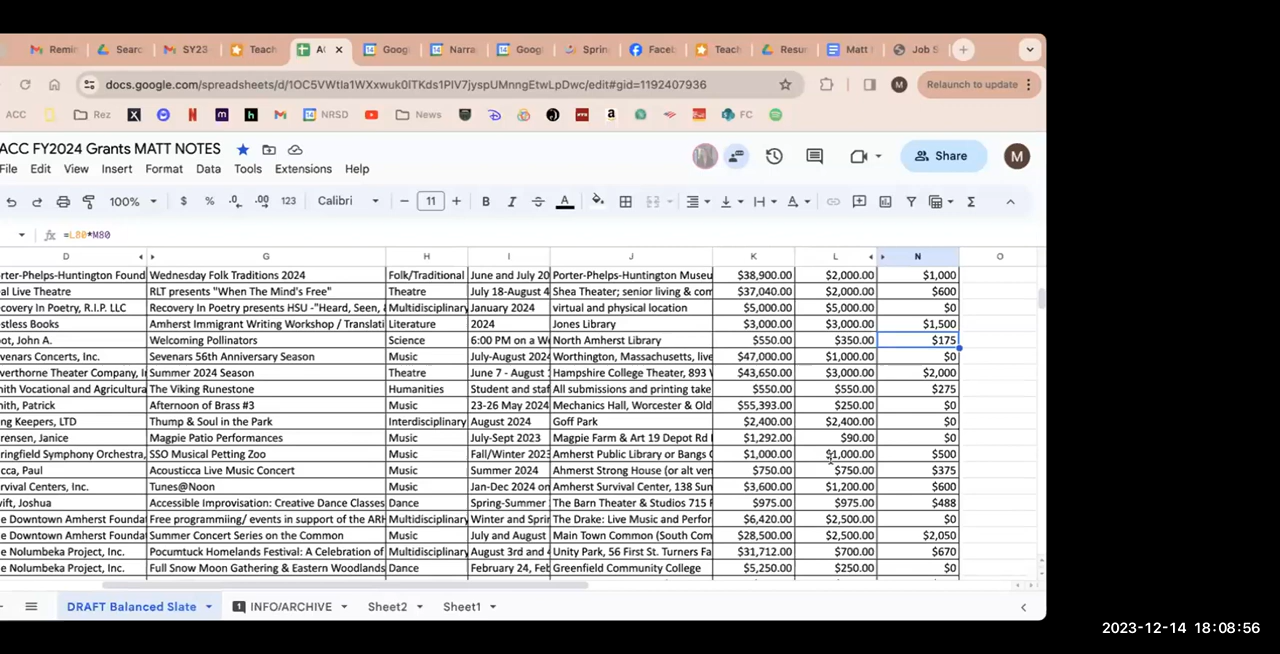 Remin Searc SY23 Teach A( × Googl Narra Googl Sprin Faceb Teach Resur Matt Job S
docs.google.com/spreadsheets/d/1OC5VWtIa1WXxwuk0ITKds1PIV7jyspUMnngEtwLpDwc/edit#gid=1192407936 M Relaunch to update
ACC Rez NRSD News FC
ACC FY2024 Grants MATT NOTES Share M
File Edit View Insert Format Data Tools Extensions Help
100% $ % .0 .00 123 Calibri − 11 + B I A Σ
fx =L80*M80
D G H I J K L N O
rter-Phelps-Huntington Found Wednesday Folk Traditions 2024 Folk/Traditional June and July 20 Porter-Phelps-Huntington Museu $38,900.00 $2,000.00 $1,000
al Live Theatre RLT presents "When The Mind's Free" Theatre July 18-August 4 Shea Theater; senior living & com $37,040.00 $2,000.00 $600
covery In Poetry, R.I.P. LLC Recovery In Poetry presents HSU -"Heard, Seen, Multidisciplinary January 2024 virtual and physical location $5,000.00 $5,000.00 $0
stless Books Amherst Immigrant Writing Workshop / Translati Literature 2024 Jones Library $3,000.00 $3,000.00 $1,500
ot, John A. Welcoming Pollinators Science 6:00 PM on a We North Amherst Library $550.00 $350.00 $175
venars Concerts, Inc. Sevenars 56th Anniversary Season Music July-August 2024 Worthington, Massachusetts, live $47,000.00 $1,000.00 $0
verthorne Theater Company, In Summer 2024 Season Theatre June 7 - August Hampshire College Theater, 893 $43,650.00 $3,000.00 $2,000
ith Vocational and Agricultura The Viking Runestone Humanities Student and staf All submissions and printing take $550.00 $550.00 $275
ith, Patrick Afternoon of Brass #3 Music 23-26 May 2024 Mechanics Hall, Worcester & Old $55,393.00 $250.00 $0
ng Keepers, LTD Thump & Soul in the Park Interdisciplinary August 2024 Goff Park $2,400.00 $2,400.00 $0
rensen, Janice Magpie Patio Performances Music July-Sept 2023 Magpie Farm & Art 19 Depot Rd $1,292.00 $90.00 $0
ringfield Symphony Orchestra, SSO Musical Petting Zoo Music Fall/Winter 2023 Amherst Public Library or Bangs $1,000.00 $1,000.00 $500
cca, Paul Acousticca Live Music Concert Music Summer 2024 Ahmerst Strong House (or alt ven $750.00 $750.00 $375
rvival Centers, Inc. Tunes@Noon Music Jan-Dec 2024 on Amherst Survival Center, 138 Sun $3,600.00 $1,200.00 $600
ift, Joshua Accessible Improvisation: Creative Dance Classes Dance Spring-Summer The Barn Theater & Studios 715 $975.00 $975.00 $488
e Downtown Amherst Founda Free programmiing/ events in support of the ARH Multidisciplinary Winter and Sprin The Drake: Live Music and Perfor $6,420.00 $2,500.00 $0
e Downtown Amherst Founda Summer Concert Series on the Common Music July and August Main Town Common (South Com $28,500.00 $2,500.00 $2,050
e Nolumbeka Project, Inc. Pocumtuck Homelands Festival: A Celebration of Multidisciplinary August 3rd and 4 Unity Park, 56 First St. Turners Fa $31,712.00 $700.00 $670
e Nolumbeka Project, Inc. Full Snow Moon Gathering & Eastern Woodlands Dance February 24, Feb Greenfield Community College $5,250.00 $250.00 $0
DRAFT Balanced Slate 1 INFO/ARCHIVE Sheet2 Sheet1
2023-12-14 18:08:56